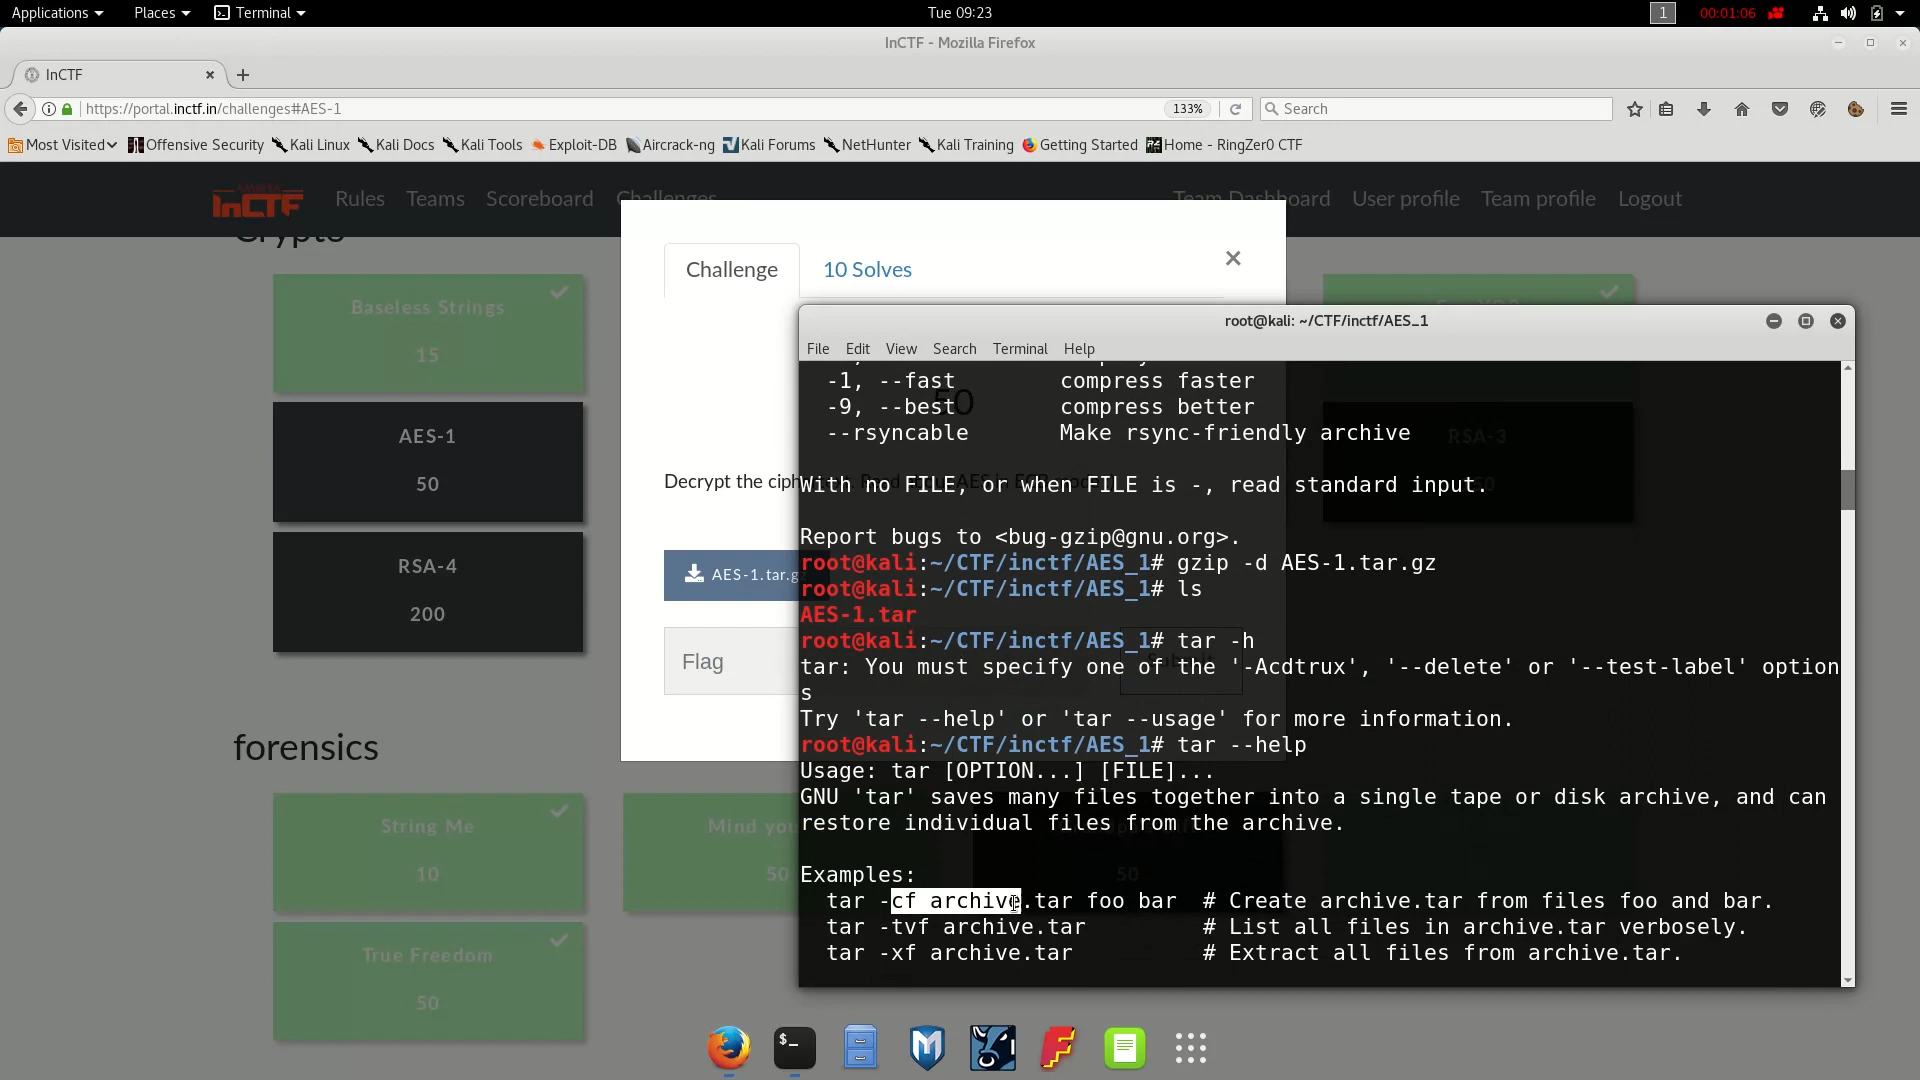 Applications Places Terminal Tue 09:23 1 00:01:06
InCTF - Mozilla Firefox
InCTF
https://portal.inctf.in/challenges#AES-1 133% Search
Most Visited Offensive Security Kali Linux Kali Docs Kali Tools Exploit-DB Aircrack-ng Kali Forums NetHunter Kali Training Getting Started Home - RingZer0 CTF
InCTF Rules Teams Scoreboard Challenges Team Dashboard User profile Team profile Logout
Crypto
Challenge 10 Solves
Baseless Strings
15
AES-1
50
RSA-4
200
RSA-3
50
Decrypt the ciph
AES-1.tar.gz
Flag
forensics
String Me
10
Mind you
50
50
True Freedom
50
root@kali: ~/CTF/inctf/AES_1
File Edit View Search Terminal Help
-1, --fast compress faster
-9, --best compress better
--rsyncable Make rsync-friendly archive
With no FILE, or when FILE is -, read standard input.
Report bugs to <bug-gzip@gnu.org>.
root@kali:~/CTF/inctf/AES_1# gzip -d AES-1.tar.gz
root@kali:~/CTF/inctf/AES_1# ls
AES-1.tar
root@kali:~/CTF/inctf/AES_1# tar -h
tar: You must specify one of the '-Acdtrux', '--delete' or '--test-label' option
s
Try 'tar --help' or 'tar --usage' for more information.
root@kali:~/CTF/inctf/AES_1# tar --help
Usage: tar [OPTION...] [FILE]...
GNU 'tar' saves many files together into a single tape or disk archive, and can
restore individual files from the archive.
Examples:
tar -cf archive.tar foo bar # Create archive.tar from files foo and bar.
tar -tvf archive.tar # List all files in archive.tar verbosely.
tar -xf archive.tar # Extract all files from archive.tar.